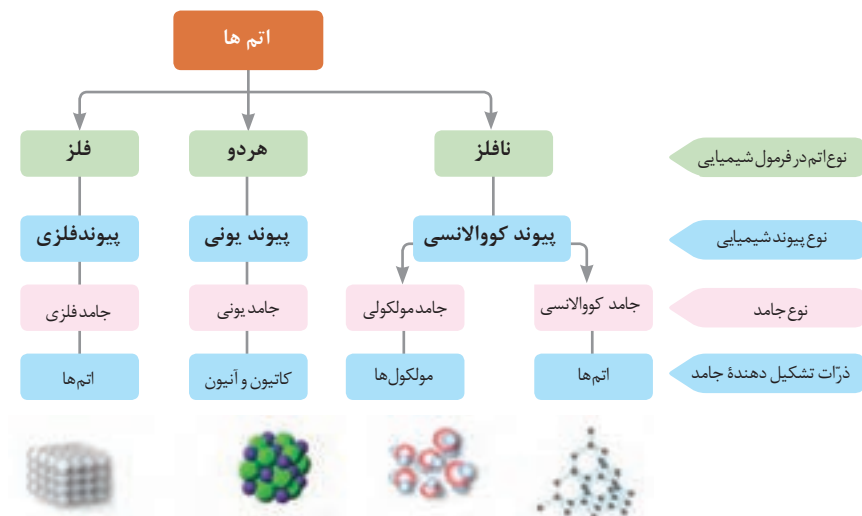 اتم ها
نوع اتم در فرمول شیمیایی
نافلز
هردو
فلز
نوع پیوند شیمیایی
پیوند کووالانسی
پیوند یونی
پیوند فلزی
نوع جامد
جامد کووالانسی
جامد مولکولی
جامد یونی
جامد فلزی
ذرّات تشکیل دهندهٔ جامد
اتم‌ها
مولکول‌ها
کاتیون و آنیون
اتم‌ها